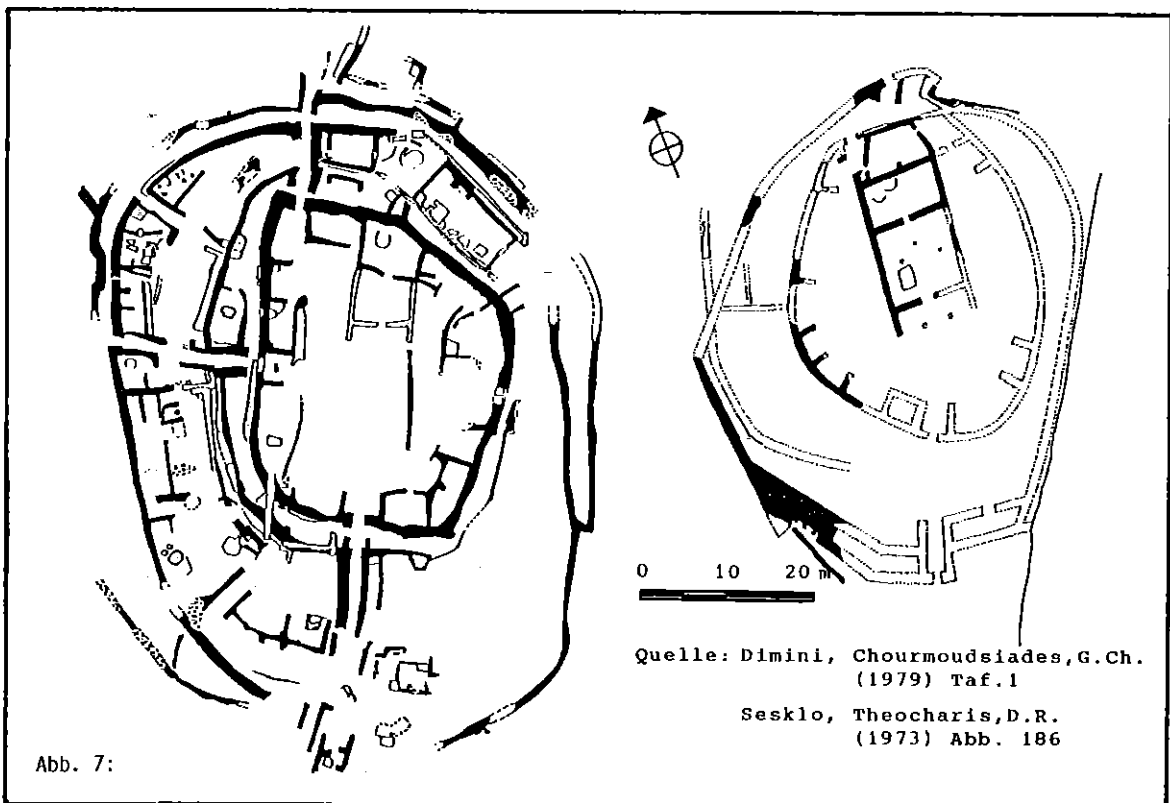 0 10 20 m
Quelle: Dimini, Chourmoudsiades,G.Ch.
(1979) Taf.1
Sesklo, Theocharis,D.R.
(1973) Abb. 186
Abb. 7: